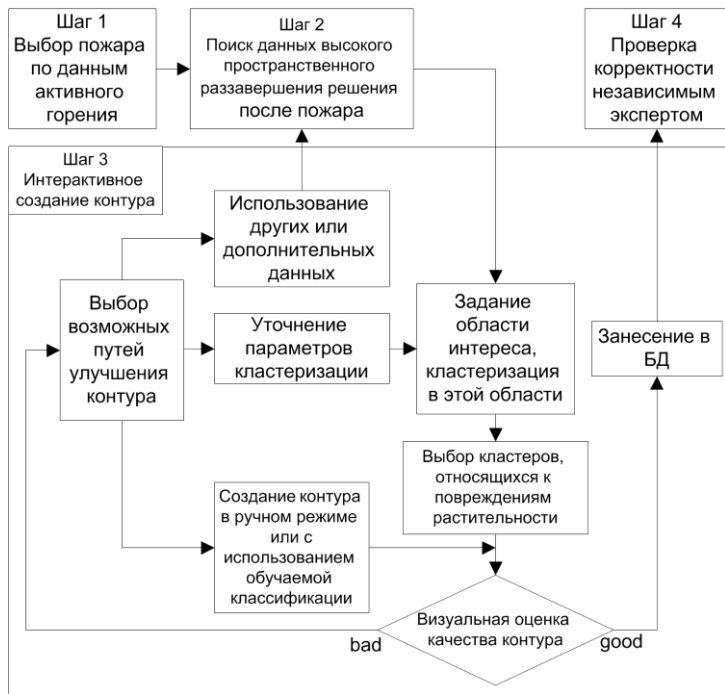 Шаг 1
Выбор пожара
по данным
активного
горения
Шаг 2
Поиск данных высокого
пространственного
раззавершения решения
после пожара
Шаг 4
Проверка
корректности
независимым
экспертом
Шаг 3
Интерактивное
создание контура
Использование
других или
дополнительных
данных
Выбор
возможных
путей
улучшения
контура
Уточнение
параметров
кластеризации
Задание
области
интереса,
кластеризация
в этой области
Занесение в
БД
Выбор кластеров,
относящихся к
повреждениям
растительности
Создание контура
в ручном режиме
или с
использованием
обучаемой
классификации
Визуальная оценка
качества контура
bad
good